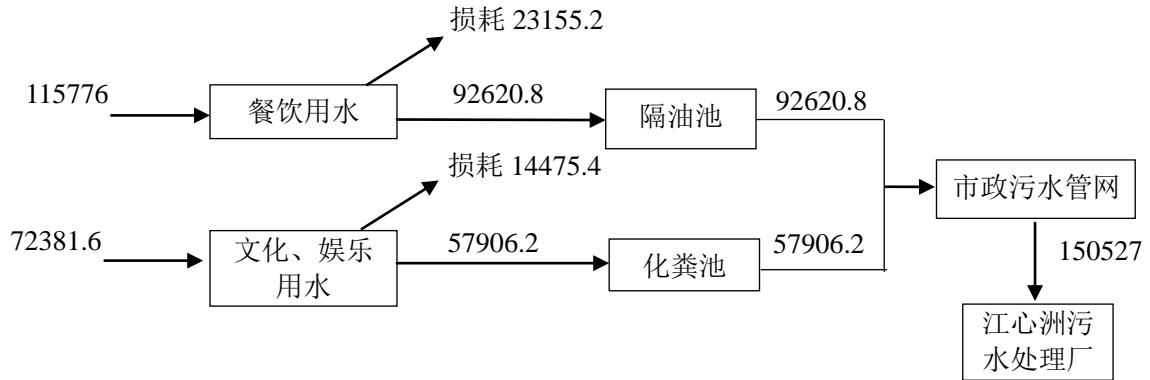 损耗 23155.2
115776
餐饮用水
92620.8
隔油池
92620.8
损耗 14475.4
市政污水管网
72381.6
文化、娱乐
用水
57906.2
化粪池
57906.2
150527
江心洲污
水处理厂